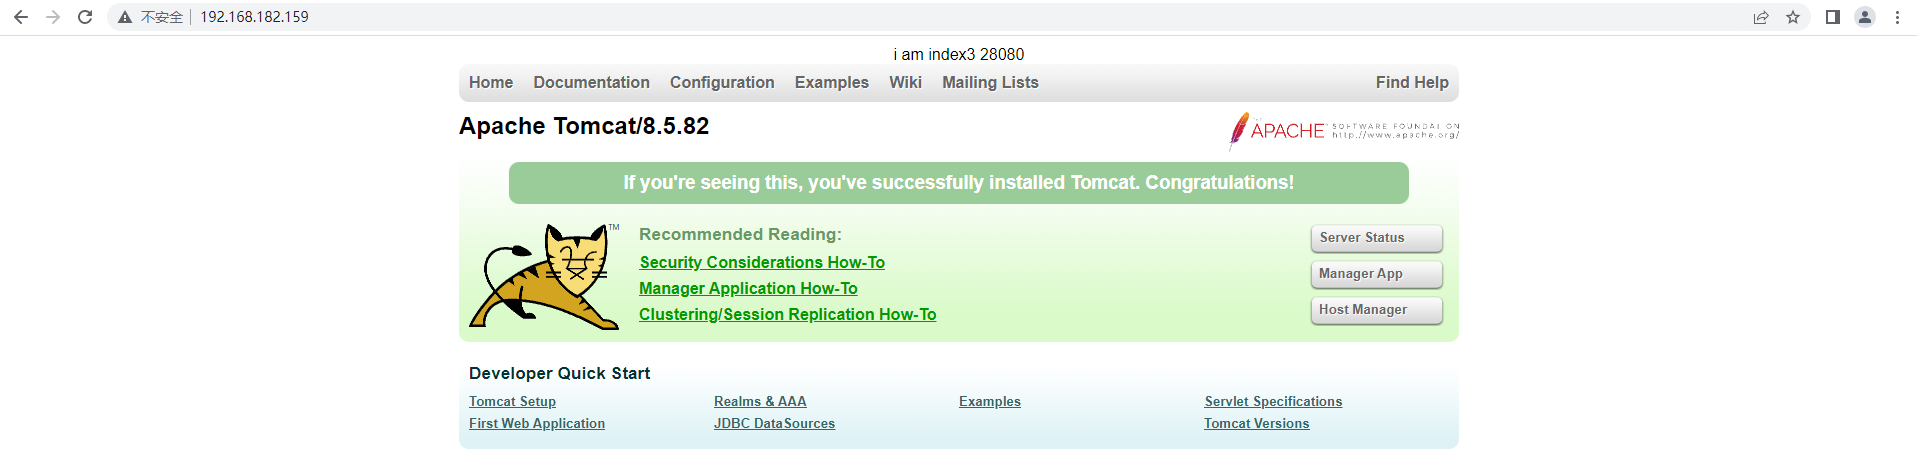 不安全 192.168.182.159
i am index3 28080
Home Documentation Configuration Examples Wiki Mailing Lists Find Help
Apache Tomcat/8.5.82
APACHE SOFTWARE FOUNDATION
http://www.apache.org/
If you're seeing this, you've successfully installed Tomcat. Congratulations!
TM
Recommended Reading:
Security Considerations How-To
Manager Application How-To
Clustering/Session Replication How-To
Server Status
Manager App
Host Manager
Developer Quick Start
Tomcat Setup Realms & AAA Examples Servlet Specifications
First Web Application JDBC DataSources Tomcat Versions